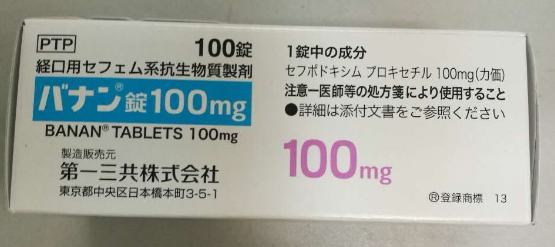 PTP 100錠
経口用セフェム系抗生物質製剤
バナン®錠100mg
BANAN® TABLETS 100mg
製造販売元
第一三共株式会社
東京都中央区日本橋本町3-5-1
1錠中の成分
セフポドキシム プロキセチル 100mg(力価)
注意-医師等の処方箋により使用すること
●詳細は添付文書をご参照ください
100mg
®登録商標 13